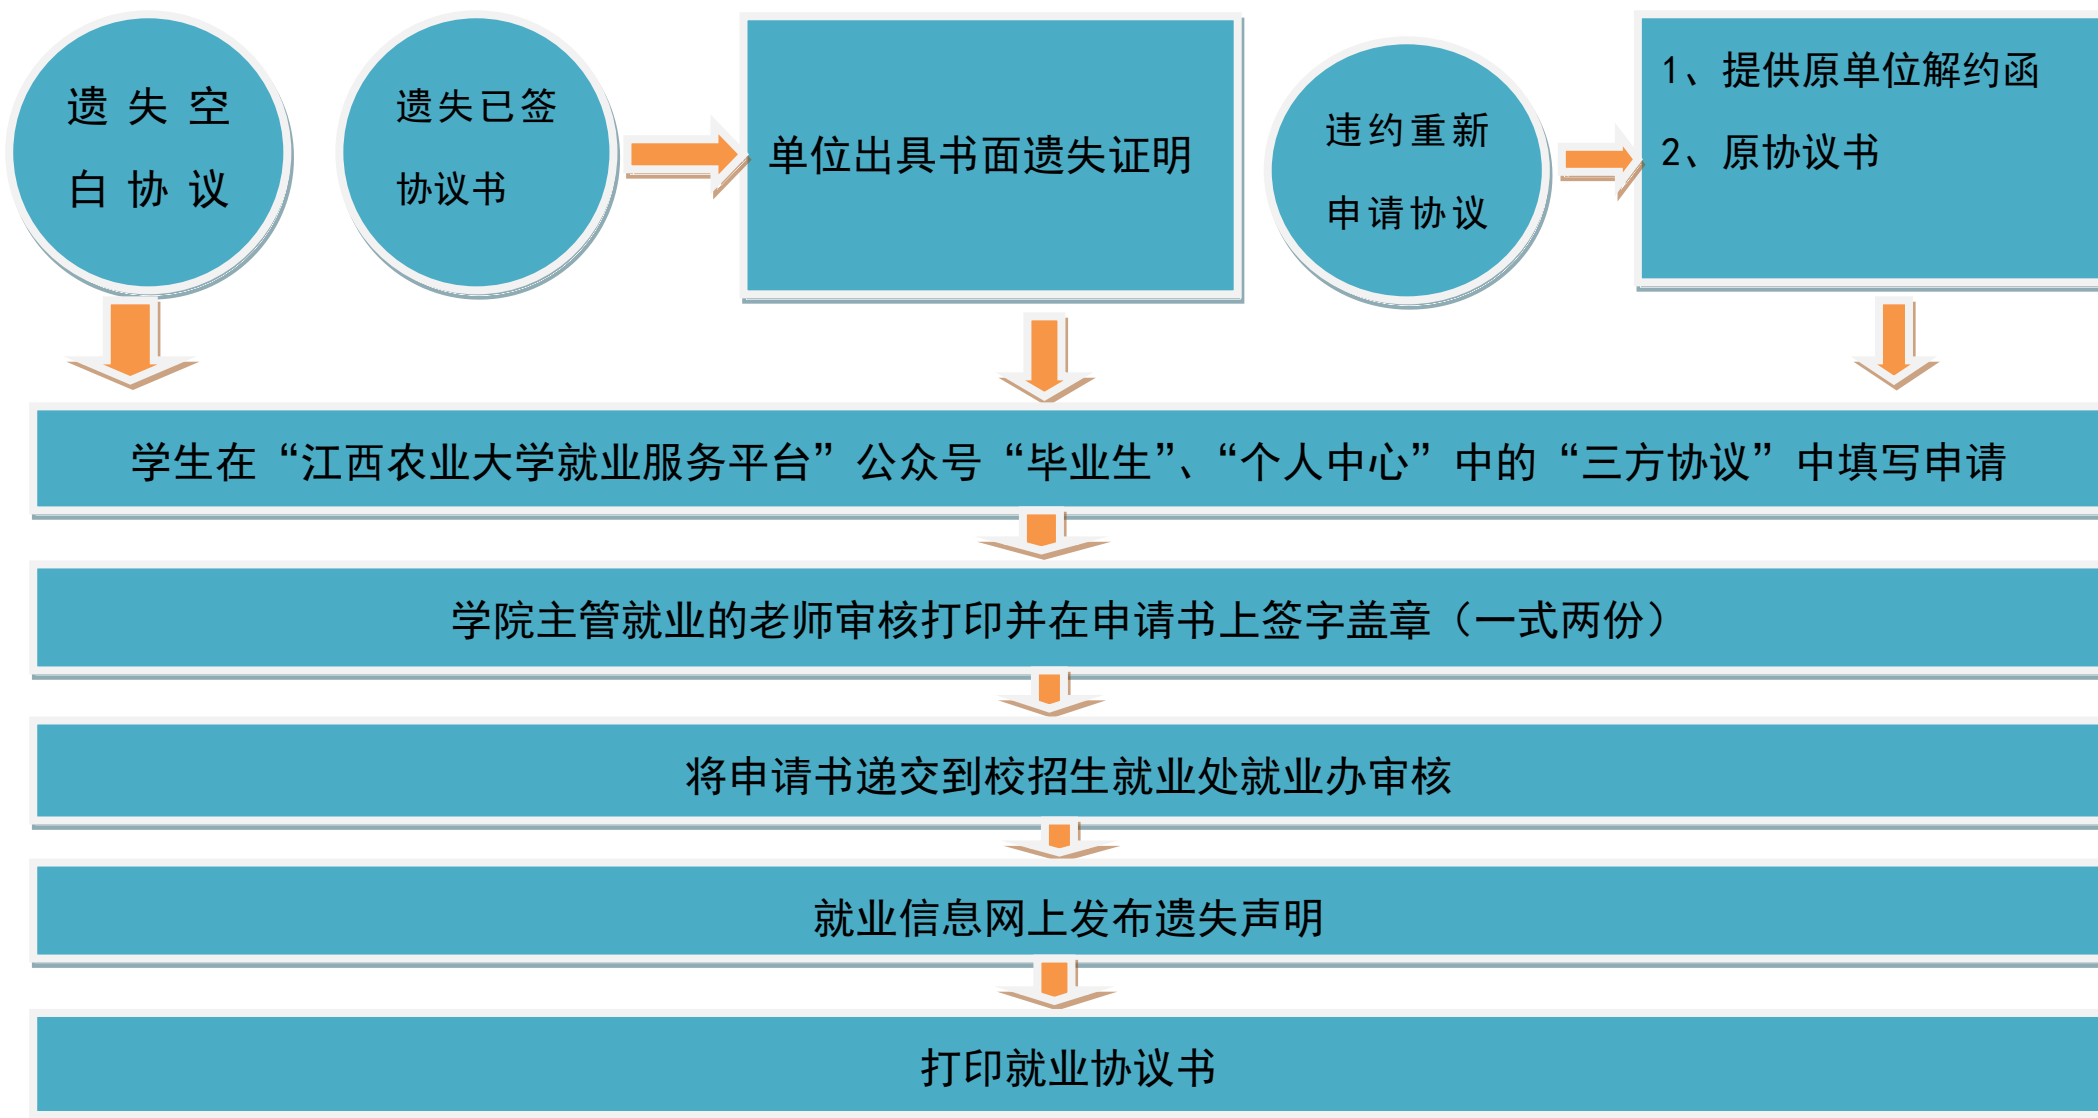 遗失空
白协议
遗失已签
协议书
单位出具书面遗失证明
违约重新
申请协议
1、提供原单位解约函
2、原协议书
学生在“江西农业大学就业服务平台”公众号“毕业生”、“个人中心”中的“三方协议”中填写申请
学院主管就业的老师审核打印并在申请书上签字盖章（一式两份）
将申请书递交到校招生就业处就业办审核
就业信息网上发布遗失声明
打印就业协议书